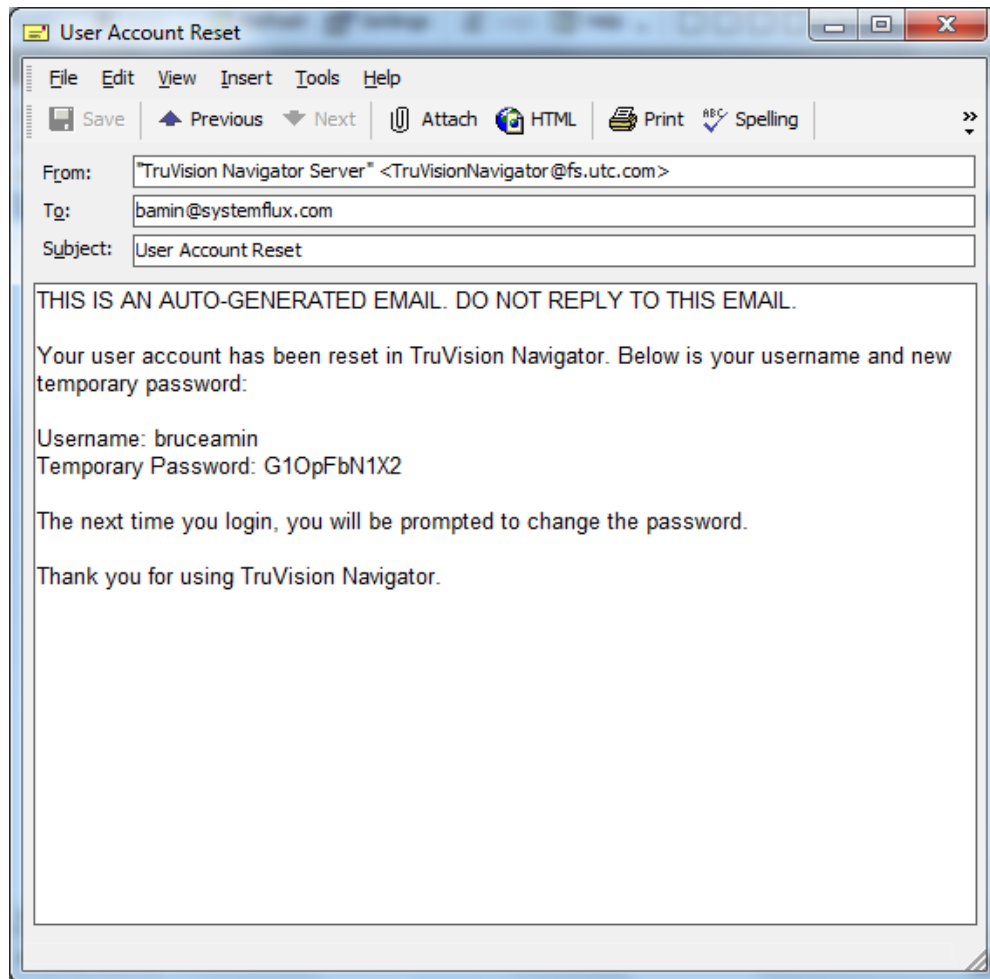 User Account Reset
File Edit View Insert Tools Help
Save Previous Next Attach HTML Print ABC Spelling »
From: "TruVision Navigator Server" <TruVisionNavigator@fs.utc.com>
To: bamin@systemflux.com
Subject: User Account Reset
THIS IS AN AUTO-GENERATED EMAIL. DO NOT REPLY TO THIS EMAIL.
Your user account has been reset in TruVision Navigator. Below is your username and new
temporary password:
Username: bruceamin
Temporary Password: G1OpFbN1X2
The next time you login, you will be prompted to change the password.
Thank you for using TruVision Navigator.